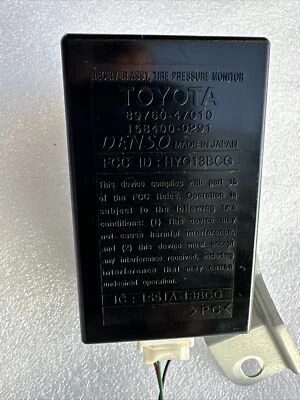 RECEIVER ASSY, TIRE PRESSURE MONITOR
TOYOTA
89760-47010
158400-0291
DENSO MADE IN JAPAN
FCC ID : HYQ13BCG
This device complies with part 15
of the FCC Rules. Operation is
subject to the following two
conditions: (1) This device may
not cause harmful interference,
and (2) this device must accept
any interference received, including
interference that may cause
undesired operation.
IC : 1551A-13BCG
>PC<